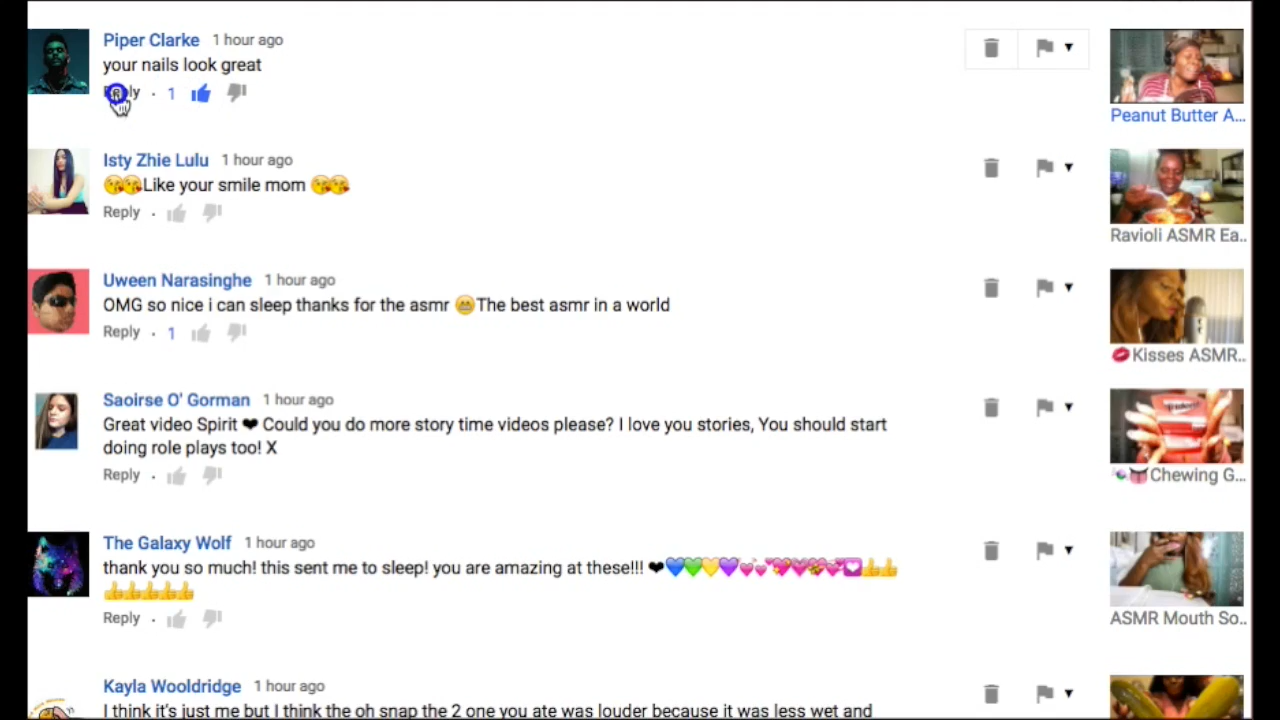 Piper Clarke 1 hour ago
your nails look great
Reply · 1
Peanut Butter A...
Isty Zhie Lulu 1 hour ago
😘😘Like your smile mom 😘😘
Reply ·
Ravioli ASMR Ea..
Uween Narasinghe 1 hour ago
OMG so nice i can sleep thanks for the asmr 😁The best asmr in a world
Reply · 1
💋Kisses ASMR..
Saoirse O' Gorman 1 hour ago
Great video Spirit ❤ Could you do more story time videos please? I love you stories, You should start
doing role plays too! X
Reply ·
Trident
🍬👅Chewing G...
The Galaxy Wolf 1 hour ago
thank you so much! this sent me to sleep! you are amazing at these!!! ❤💙💚💛💜💕💕💖💓💝💞💟👍👍
👍👍👍👍👍
Reply ·
ASMR Mouth So..
Kayla Wooldridge 1 hour ago
I think it's just me but I think the oh snap the 2 one you ate was louder because it was less wet and